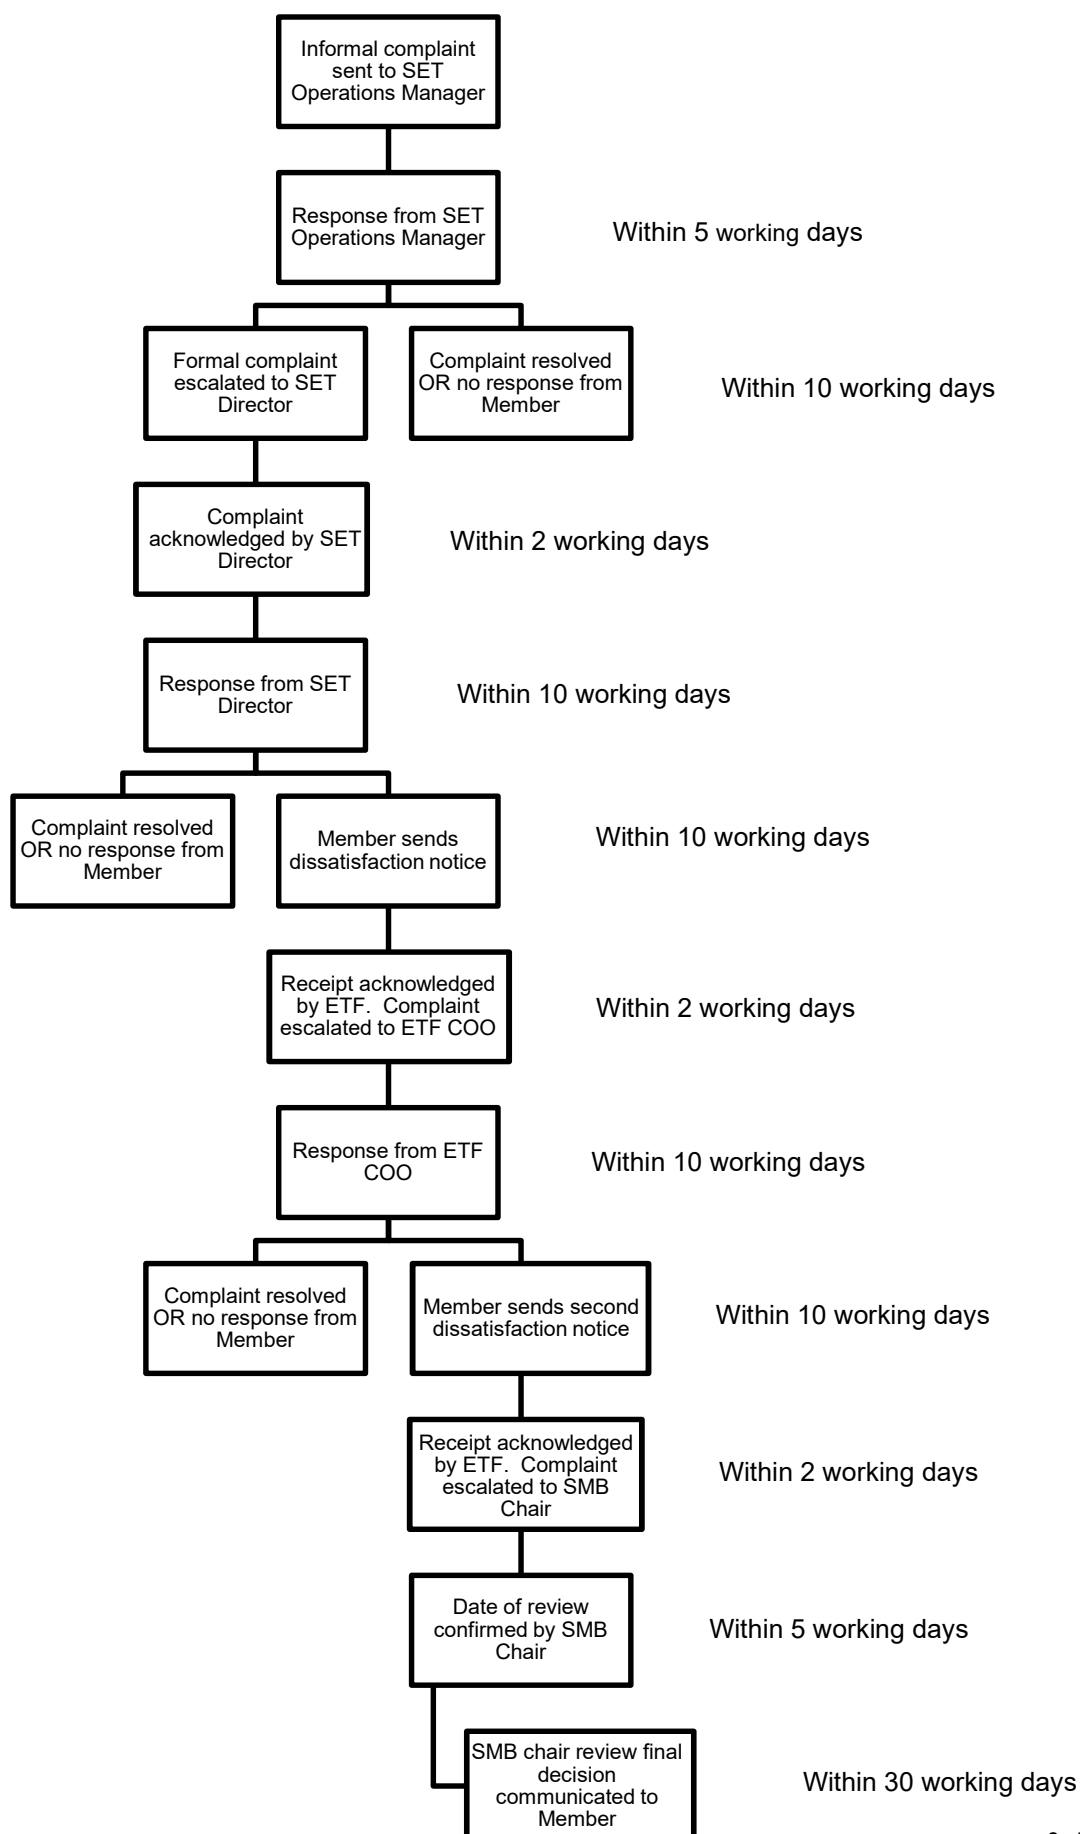 Informal complaint
sent to SET
Operations Manager
Response from SET
Operations Manager
Within 5 working days
Formal complaint
escalated to SET
Director
Complaint resolved
OR no response from
Member
Within 10 working days
Complaint
acknowledged by SET
Director
Within 2 working days
Response from SET
Director
Within 10 working days
Complaint resolved
OR no response from
Member
Member sends
dissatisfaction notice
Within 10 working days
Receipt acknowledged
by ETF.  Complaint
escalated to ETF COO
Within 2 working days
Response from ETF
COO
Within 10 working days
Complaint resolved
OR no response from
Member
Member sends second
dissatisfaction notice
Within 10 working days
Receipt acknowledged
by ETF.  Complaint
escalated to SMB
Chair
Within 2 working days
Date of review
confirmed by SMB
Chair
Within 5 working days
SMB chair review final
decision
communicated to
Member
Within 30 working days